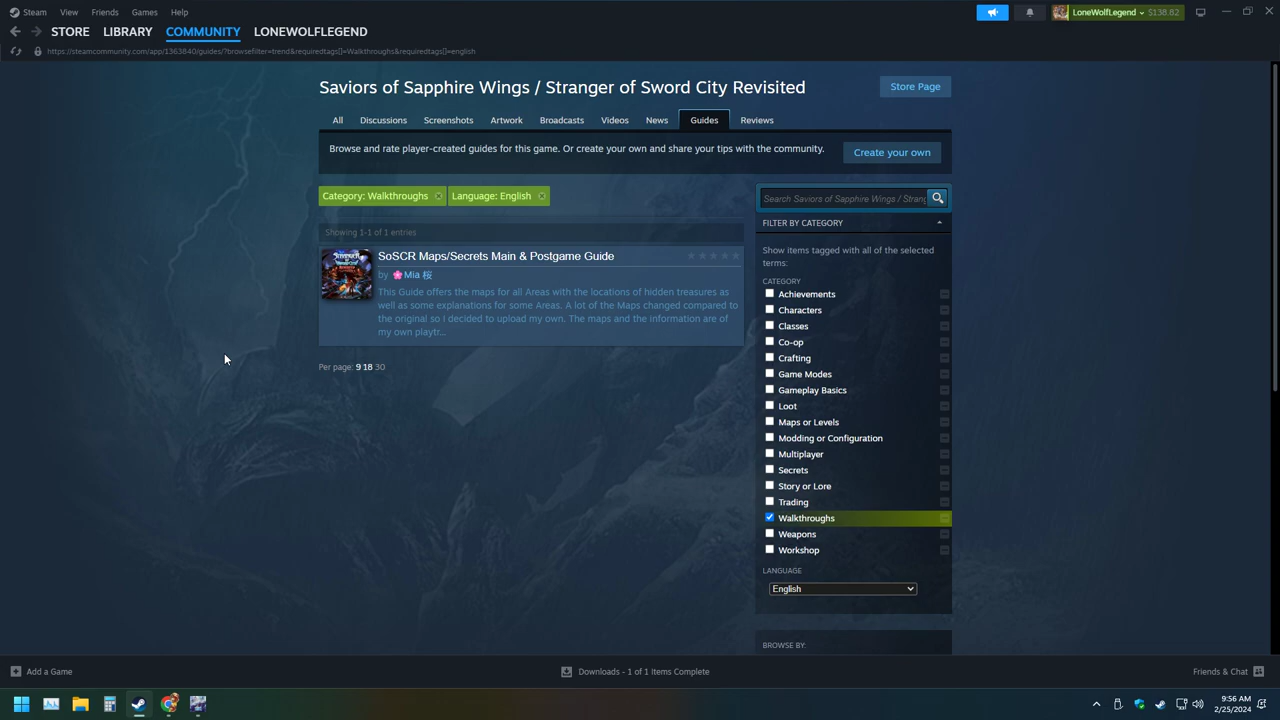 Steam View Friends Games Help
LoneWolfLegend $138.82
STORE LIBRARY COMMUNITY LONEWOLFLEGEND
https://steamcommunity.com/app/1363840/guides/?browsefilter=trend&requiredtags[]=Walkthroughs&requiredtags[]=english
Saviors of Sapphire Wings / Stranger of Sword City Revisited
Store Page
All Discussions Screenshots Artwork Broadcasts Videos News Guides Reviews
Browse and rate player-created guides for this game. Or create your own and share your tips with the community.
Create your own
Category: Walkthroughs Language: English
Showing 1-1 of 1 entries
SoSCR Maps/Secrets Main & Postgame Guide
by 🌸Mia 桜
This Guide offers the maps for all Areas with the locations of hidden treasures as
well as some explanations for some Areas. A lot of the Maps changed compared to
the original so i decided to upload my own. The maps and the information are of
my own playtr...
Per page: 9 18 30
Search Saviors of Sapphire Wings / Strang
FILTER BY CATEGORY
Show items tagged with all of the selected
terms:
CATEGORY
Achievements
Characters
Classes
Co-op
Crafting
Game Modes
Gameplay Basics
Loot
Maps or Levels
Modding or Configuration
Multiplayer
Secrets
Story or Lore
Trading
Walkthroughs
Weapons
Workshop
LANGUAGE
English
BROWSE BY:
Add a Game
Downloads - 1 of 1 Items Complete
Friends & Chat
9:56 AM
2/25/2024